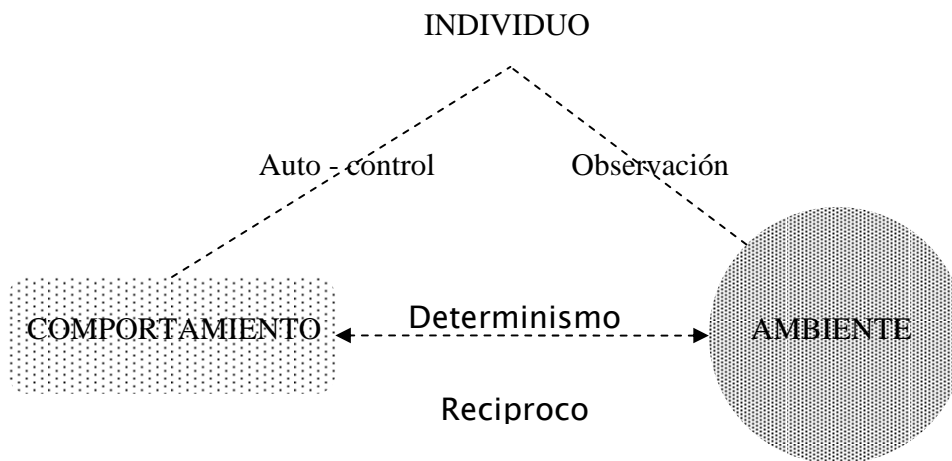 INDIVIDUO
Auto - control
Observación
Determinismo
COMPORTAMIENTO
AMBIENTE
Reciproco